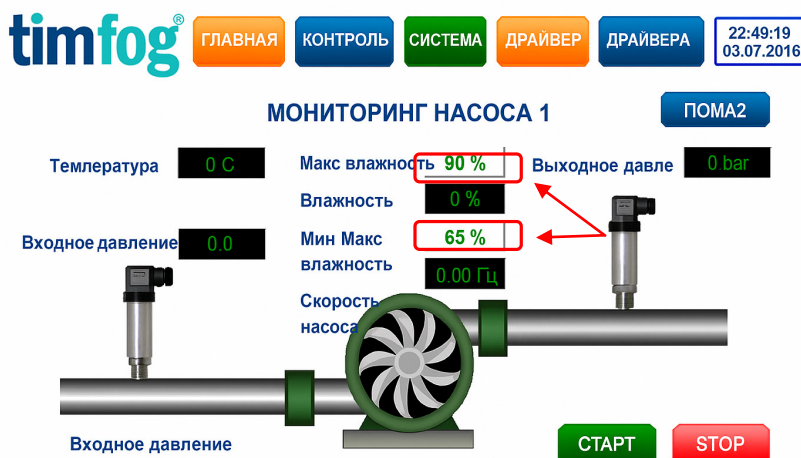 timfog®
ГЛАВНАЯ
КОНТРОЛЬ
СИСТЕМА
ДРАЙВЕР
ДРАЙВЕРА
22:49:19
03.07.2016
МОНИТОРИНГ НАСОСА 1
ПОМА2
Темлература
0 C
Макс влажность
90 %
Выходное давле
0.bar
Влажность
0 %
Входное давление
0.0
Мин Макс
влажность
65 %
0.00 Гц
Скорость
насоса
Входное давление
СТАРТ
STOP